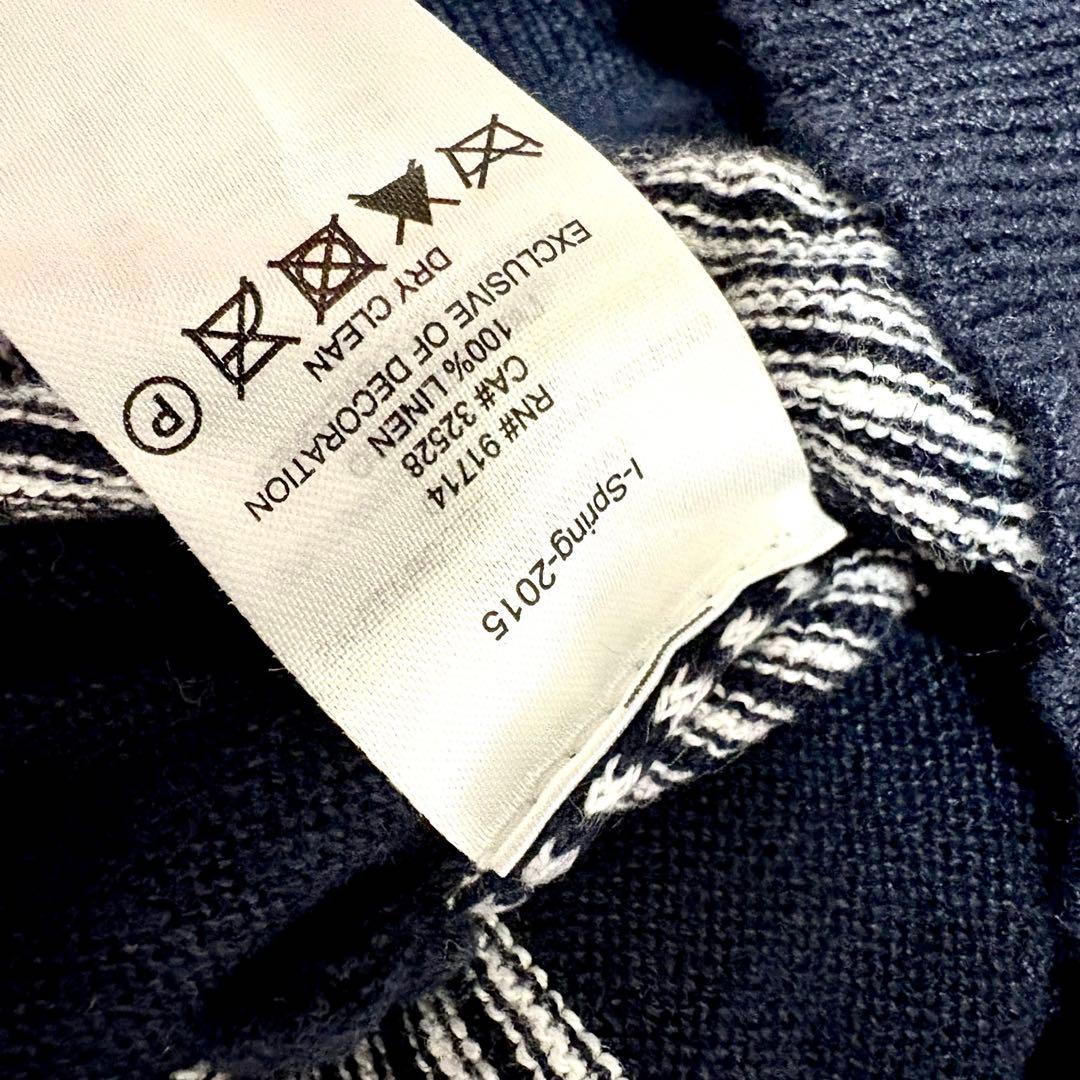 I-Spring-2015
RN# 91714
CA# 32528
100% LINEN
EXCLUSIVE OF DECORATION
DRY CLEAN
P